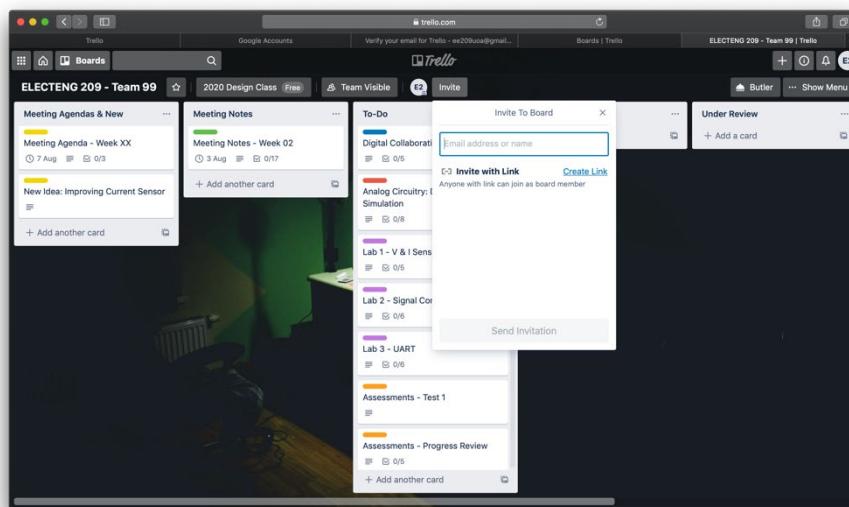 trello.com
Trello
Google Accounts
Verify your email for Trello - ee209uoa@gmail...
Boards | Trello
ELECTENG 209 - Team 99 | Trello
Boards
Trello
ELECTENG 209 - Team 99
2020 Design Class Free
Team Visible
E2
Invite
Butler
... Show Menu
Meeting Agendas & New ...
Meeting Agenda - Week XX
7 Aug 0/3
New Idea: Improving Current Sensor
+ Add another card
Meeting Notes ...
Meeting Notes - Week 02
3 Aug 0/17
+ Add another card
To-Do
Digital Collaborati
0/5
Analog Circuitry:
Simulation
0/8
Lab 1 - V & I Sens
0/5
Lab 2 - Signal Con
0/6
Lab 3 - UART
0/6
Assessments - Test 1
Assessments - Progress Review
0/5
+ Add another card
Invite To Board
Email address or name
Invite with Link Create Link
Anyone with link can join as board member
Send Invitation
...
Under Review ...
+ Add a card